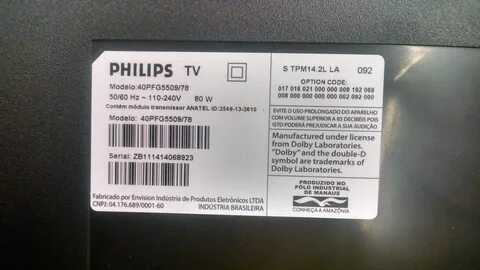 PHILIPS TV
Modelo:40PFG5509/78
50/60 Hz ~ 110-240V 80 W
Contém módulo transmissor ANATEL ID:3549-13-3610
Modelo: 40PFG5509/78
Serial: ZB111414068923
Fabricado por Envision Indústria de Produtos Eletrônicos LTDA
CNPJ: 04.176.689/0001-60 INDÚSTRIA BRASILEIRA
S TPM14.2L LA 092
OPTION CODE:
017 016 021 000 000 008 192 068
008 000 000 000 000 002 000 000
EVITE O USO PROLONGADO DO APARELHO
COM VOLUME SUPERIOR A 85 DECIBÉIS POIS
ISTO PODERÁ PREJUDICAR A SUA AUDIÇÃO
Manufactured under license
from Dolby Laboratories.
"Dolby" and the double-D
symbol are trademarks of
Dolby Laboratories.
PRODUZIDO NO
PÓLO INDUSTRIAL
DE MANAUS
CONHEÇA A AMAZÔNIA